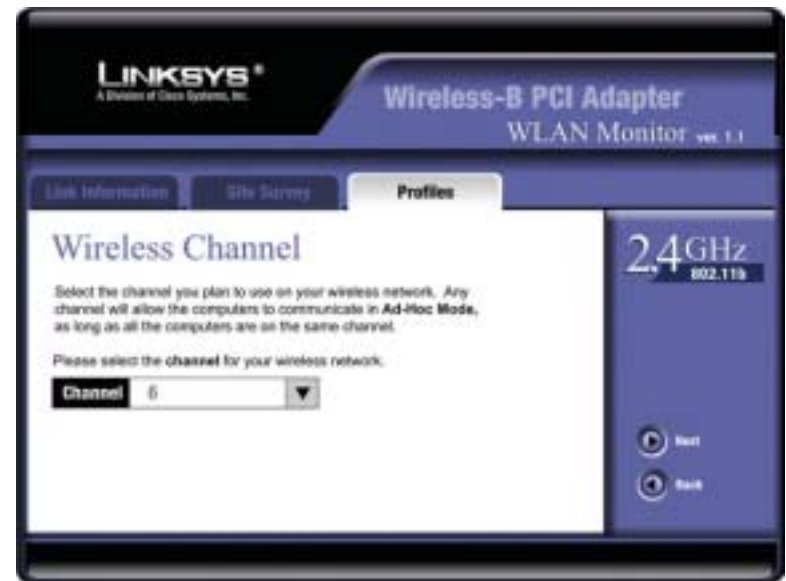 LINKSYS®
A Division of Cisco Systems, Inc.
Wireless-B PCI Adapter
WLAN Monitor ver. 1.1
Link Information
Site Survey
Profiles
Wireless Channel
2.4GHz
802.11b
Select the channel you plan to use on your wireless network. Any
channel will allow the computers to communicate in Ad-Hoc Mode,
as long as all the computers are on the same channel.
Please select the channel for your wireless network.
Channel 6
Next
Back